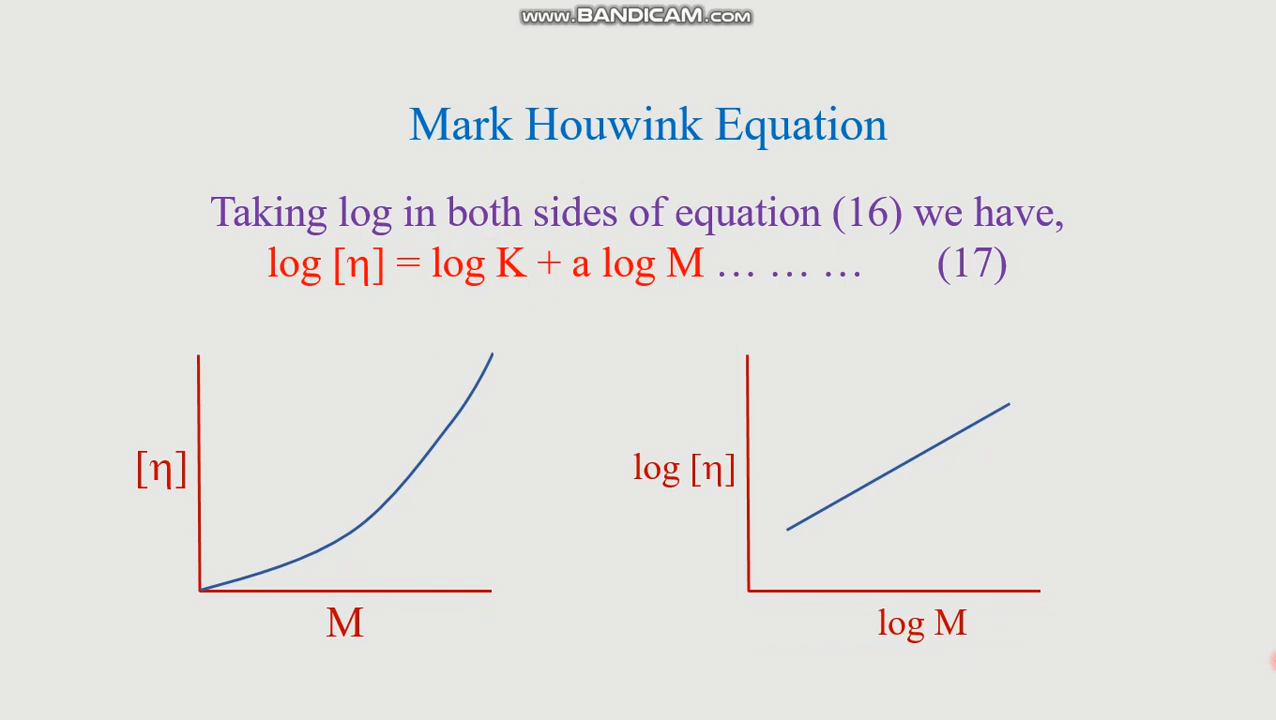 www.BANDICAM.com
Mark Houwink Equation
Taking log in both sides of equation (16) we have,
log [η] = log K + a log M … … … (17)
[η]
M
log [η]
log M